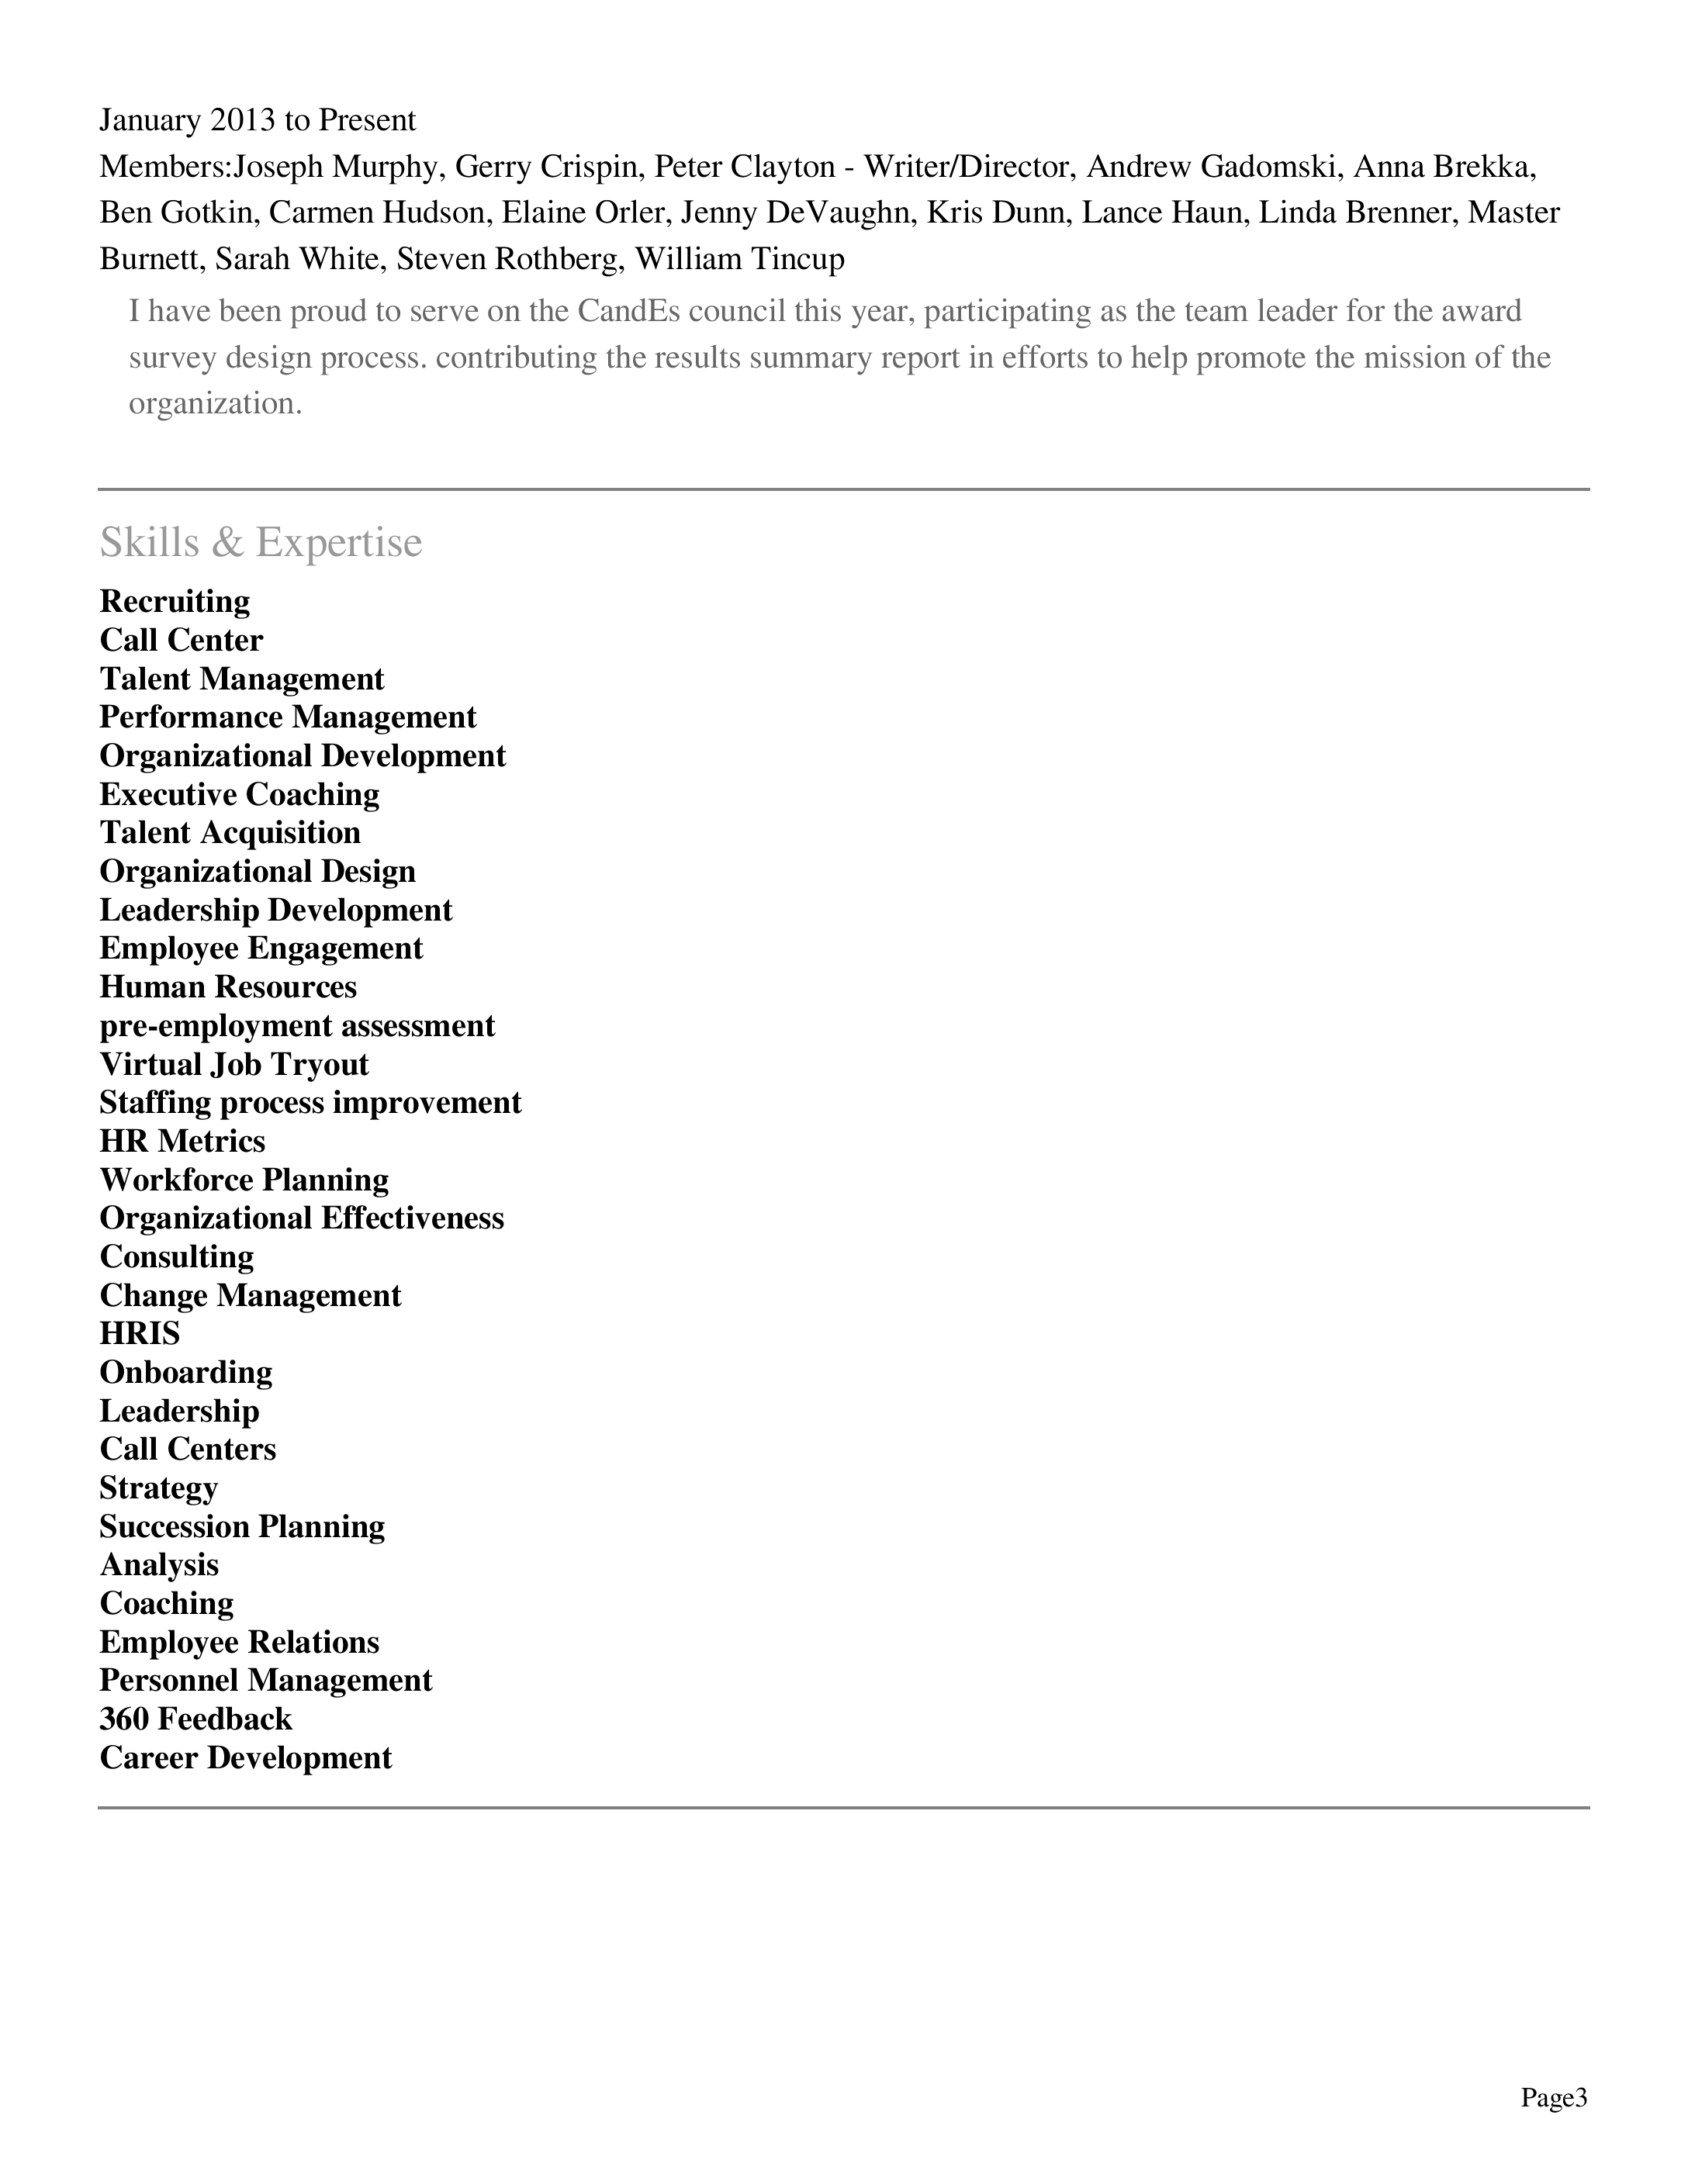 January 2013 to Present
Members:Joseph Murphy, Gerry Crispin, Peter Clayton - Writer/Director, Andrew Gadomski, Anna Brekka,
Ben Gotkin, Carmen Hudson, Elaine Orler, Jenny DeVaughn, Kris Dunn, Lance Haun, Linda Brenner, Master
Burnett, Sarah White, Steven Rothberg, William Tincup
I have been proud to serve on the CandEs council this year, participating as the team leader for the award
survey design process. contributing the results summary report in efforts to help promote the mission of the
organization.
Skills & Expertise
Recruiting
Call Center
Talent Management
Performance Management
Organizational Development
Executive Coaching
Talent Acquisition
Organizational Design
Leadership Development
Employee Engagement
Human Resources
pre-employment assessment
Virtual Job Tryout
Staffing process improvement
HR Metrics
Workforce Planning
Organizational Effectiveness
Consulting
Change Management
HRIS
Onboarding
Leadership
Call Centers
Strategy
Succession Planning
Analysis
Coaching
Employee Relations
Personnel Management
360 Feedback
Career Development
Page3